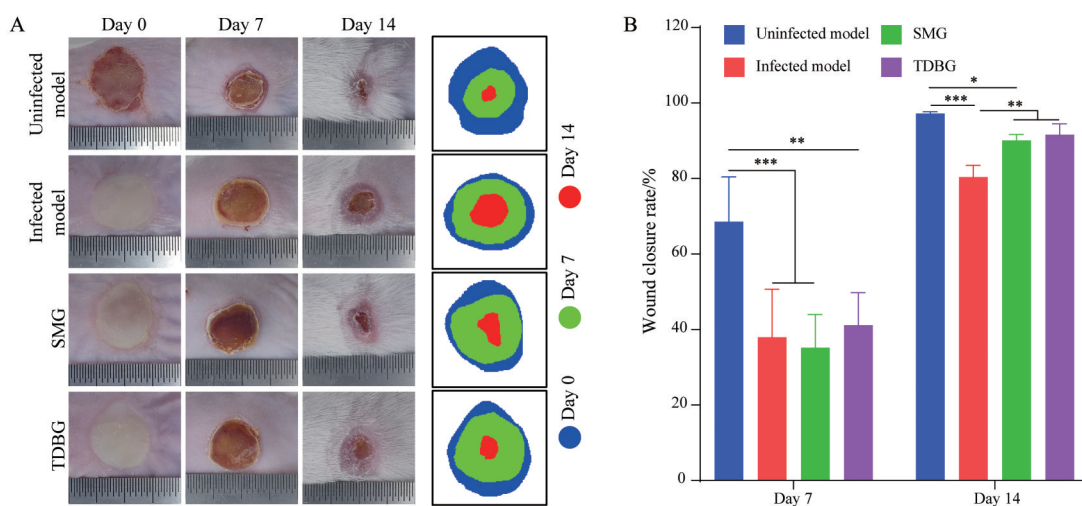 A
Day 0
Day 7
Day 14
Uninfected
model
Infected
model
SMG
TDBG
Day 14
Day 7
Day 0
B
Uninfected model
SMG
Infected model
TDBG
Wound closure rate/%
120
100
80
60
40
20
0
***
**
*
***
**
Day 7
Day 14